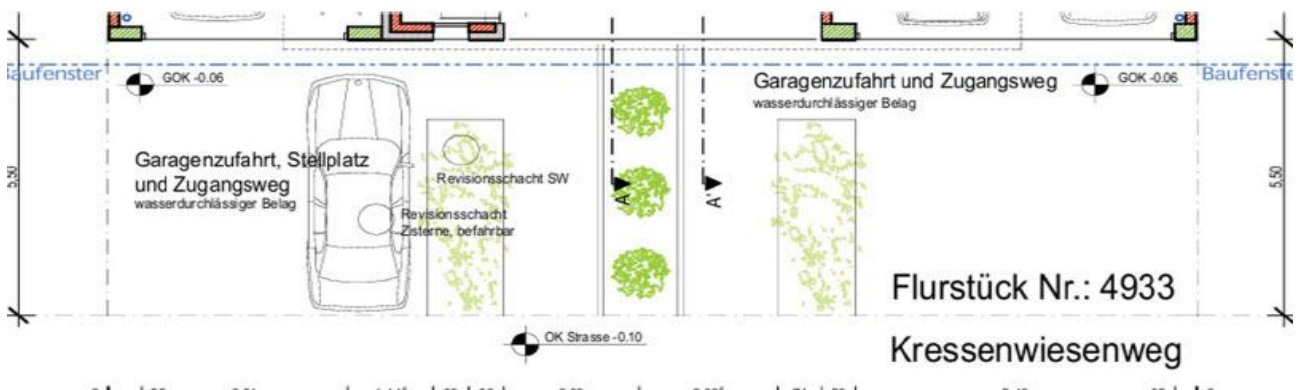 Baufenster
GOK -0.06
Garagenzufahrt und Zugangsweg
wasserdurchlässiger Belag
GOK -0.06
Baufenste
5,50
Garagenzufahrt, Stellplatz
und Zugangsweg
wasserdurchlässiger Belag
Revisionsschacht SW
Revisionsschacht
Zisterne, befahrbar
A
A'
5,50
Flurstück Nr.: 4933
OK Strasse -0.10
Kressenwiesenweg